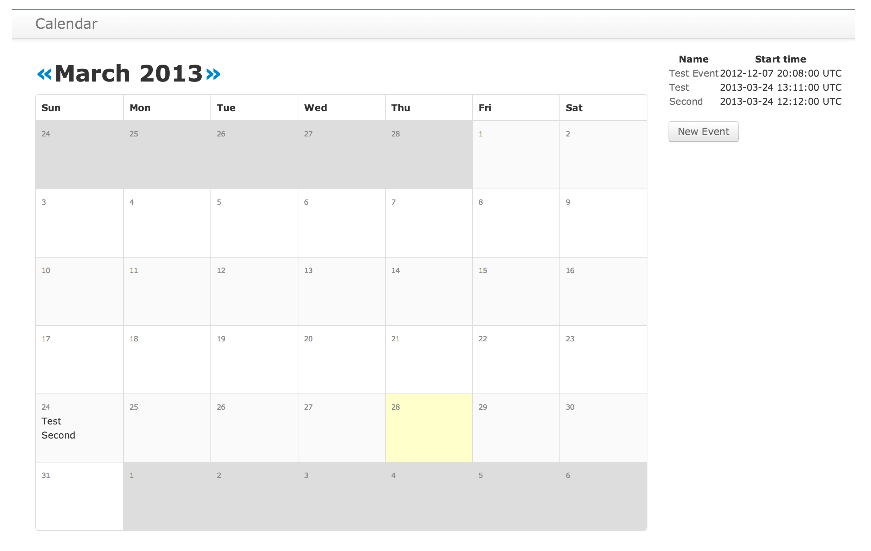 Calendar
«March 2013»
Sun Mon Tue Wed Thu Fri Sat
24 25 26 27 28 1 2
3 4 5 6 7 8 9
10 11 12 13 14 15 16
17 18 19 20 21 22 23
24 25 26 27 28 29 30
Test
Second
31 1 2 3 4 5 6
Name Start time
Test Event 2012-12-07 20:08:00 UTC
Test 2013-03-24 13:11:00 UTC
Second 2013-03-24 12:12:00 UTC
New Event